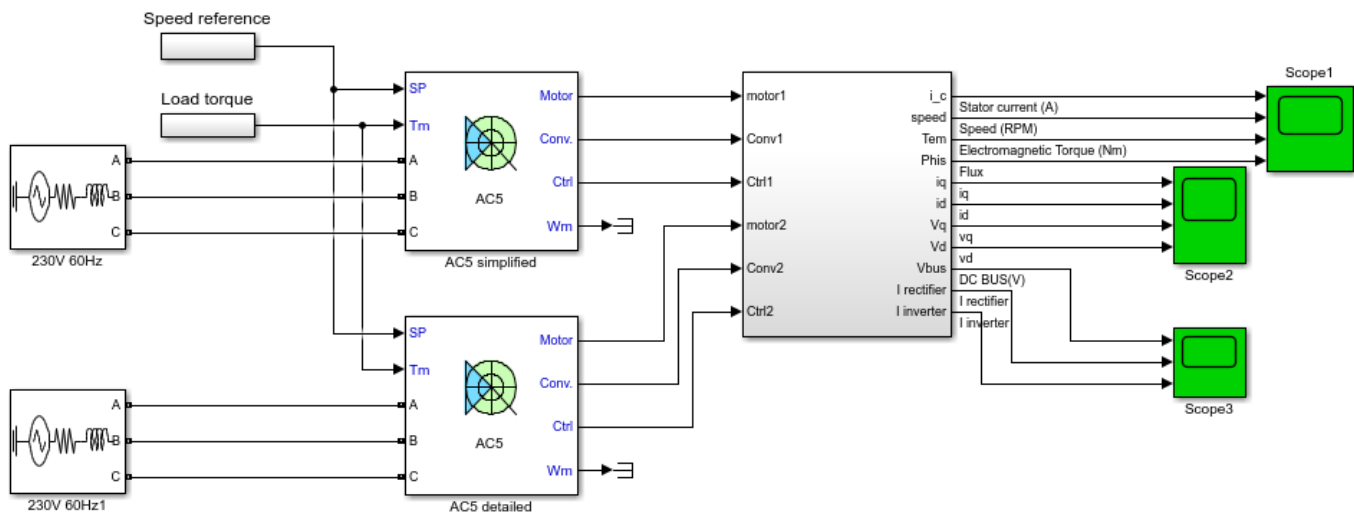 Speed reference
Load torque
A
B
C
230V 60Hz
SP
Tm
A
B
C
Motor
Conv.
Ctrl
Wm
AC5
AC5 simplified
A
B
C
230V 60Hz1
SP
Tm
A
B
C
Motor
Conv.
Ctrl
Wm
AC5
AC5 detailed
motor1
Conv1
Ctrl1
motor2
Conv2
Ctrl2
i_c
speed
Tem
Phis
iq
id
Vq
Vd
Vbus
I rectifier
I inverter
Stator current (A)
Speed (RPM)
Electromagnetic Torque (Nm)
Flux
iq
id
vq
vd
DC BUS(V)
I rectifier
I inverter
Scope1
Scope2
Scope3